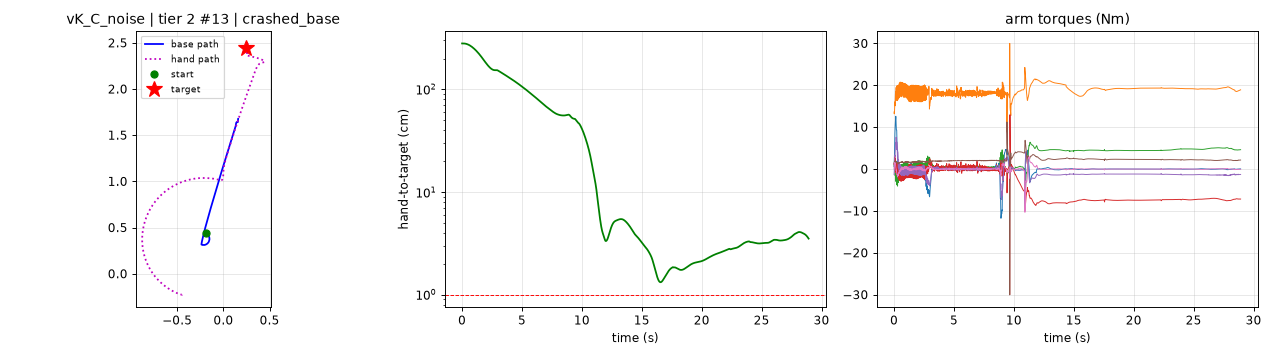 vK_C_noise | tier 2 #13 | crashed_base
base path
hand path
start
target
2.5
2.0
1.5
1.0
0.5
0.0
−0.5 0.0 0.5
hand-to-target (cm)
10²
10¹
10⁰
0 5 10 15 20 25 30
time (s)
arm torques (Nm)
30
20
10
0
−10
−20
−30
0 5 10 15 20 25 30
time (s)